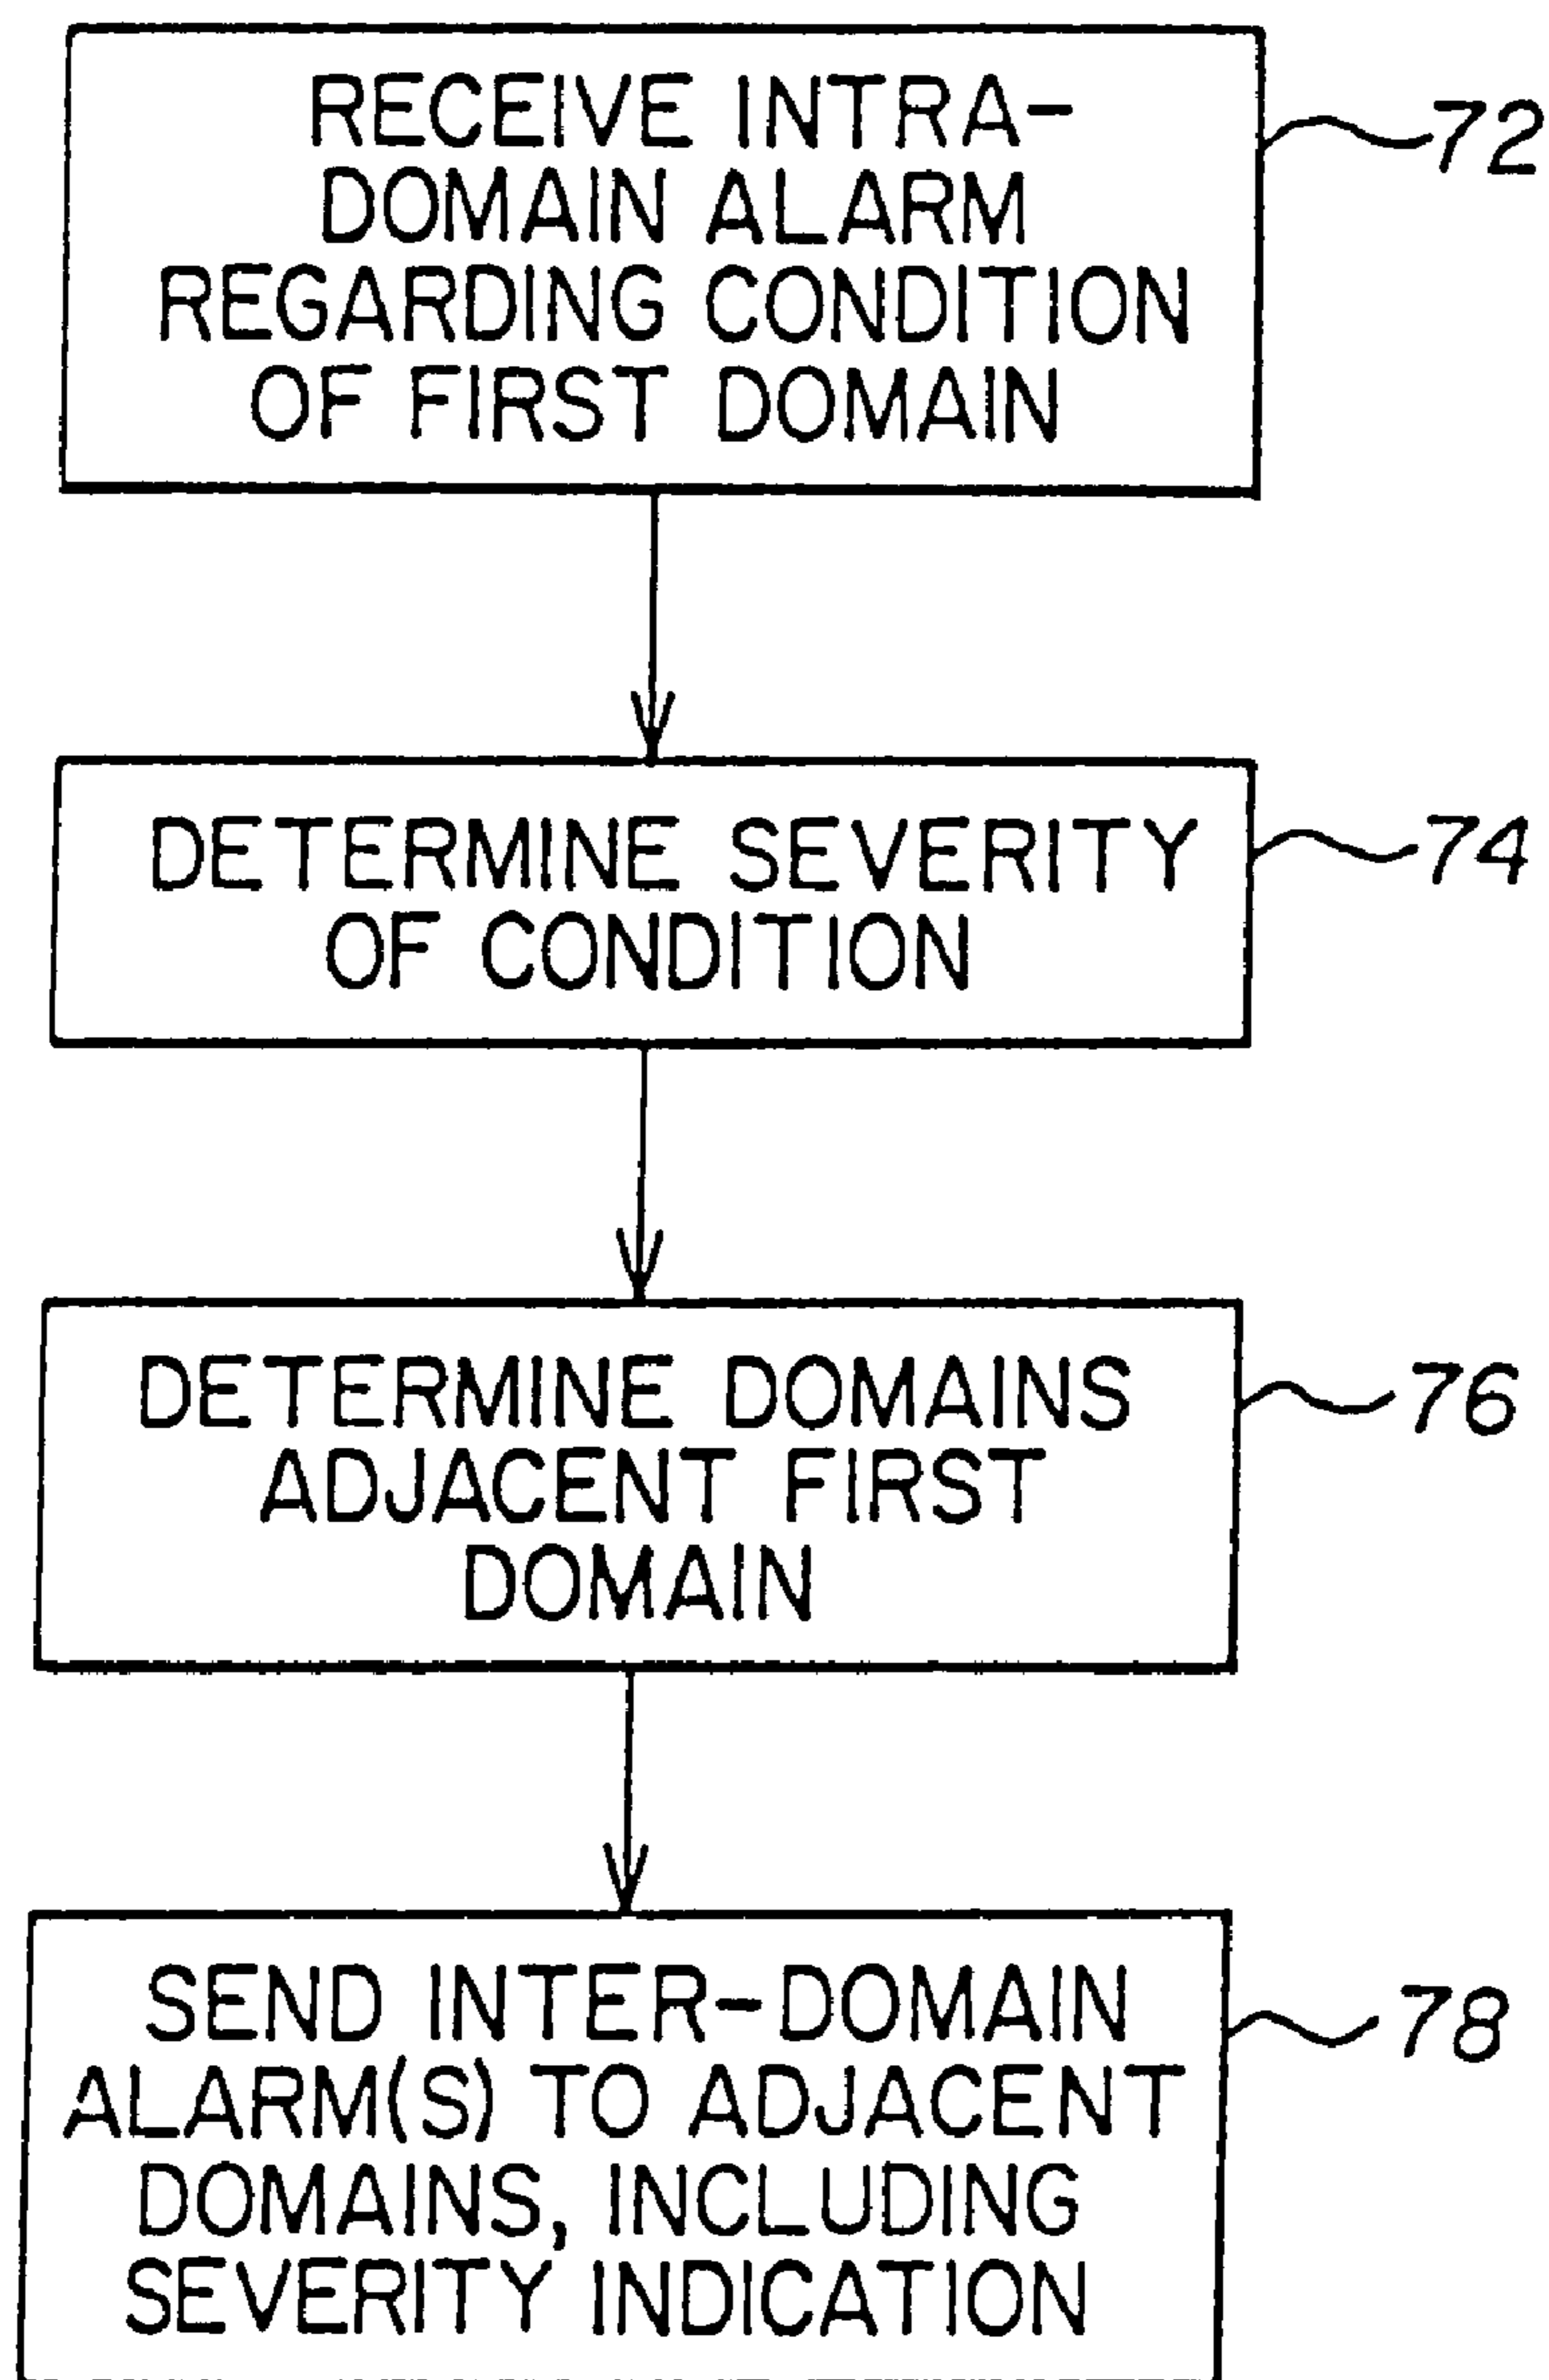 RECEIVE INTRA-
DOMAIN ALARM
REGARDING CONDITION
OF FIRST DOMAIN
72
DETERMINE SEVERITY
OF CONDITION
74
DETERMINE DOMAINS
ADJACENT FIRST
DOMAIN
76
SEND INTER-DOMAIN
ALARM(S) TO ADJACENT
DOMAINS, INCLUDING
SEVERITY INDICATION
78